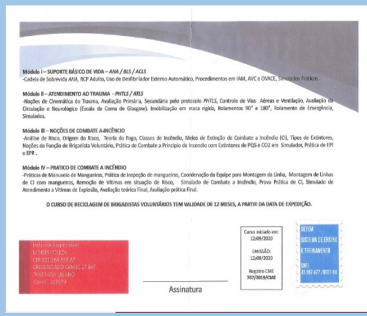 Módulo I – SUPORTE BÁSICO DE VIDA – AHA / BLS / ACLS
-Cadeia de Sobrevida AHA, RCP Adulto, Uso de Desfibrilador Externo Automático, Procedimentos em IAM, AVC e OVACE, Simulados Práticos.
Módulo II – ATENDIMENTO AO TRAUMA - PHTLS / ATLS
-Noções de Cinemática do Trauma, Avaliação Primária, Secundária pelo protocolo PHTLS, Controle de Vias Aéreas e Ventilação, Avaliação da
Circulação e Neurológico (Escala de Coma de Glasgow). Imobilização em maca rígida, Rolamentos 90° e 180°, Rolamento de Emergência,
Simulados.
Módulo III – NOÇÕES DE COMBATE A INCÊNDIO
-Análise de Risco, Origem do Risco, Teoria do Fogo, Classes de Incêndio, Meios de Extinção de Combate a Incêndio (CI), Tipos de Extintores,
Noções da Função de Brigadista Voluntário, Prática de Combate a Princípio de Incêndio com Extintores de PQS e CO2 em Simulador, Prática de EPI
e EPR.
Módulo IV – PRATICO DE COMBATE A INCÊNDIO
-Práticas de Manuseio de Mangueiras, Prática de inspeção de mangueiras, Coordenação da Equipe para Montagem da Linha, Montagem de Linhas
de CI com mangueiras, Remoção de Vítimas em situação de Risco, Simulado de Combate a Incêndio, Prova Prática de CI, Simulado de
Atendimento a Vítimas de Explosão, Avaliação teórica Final, Avaliação prática Final.
O CURSO DE RECICLAGEM DE BRIGADISTAS VOLUNTÁRIOS TEM VALIDADE DE 12 MESES, A PARTIR DA DATA DE EXPEDIÇÃO.
Curso iniciado em:
12/09/2020
EMISSÃO:
12/09/2020
Registro CME
Assinatura
E TREINAMENTO